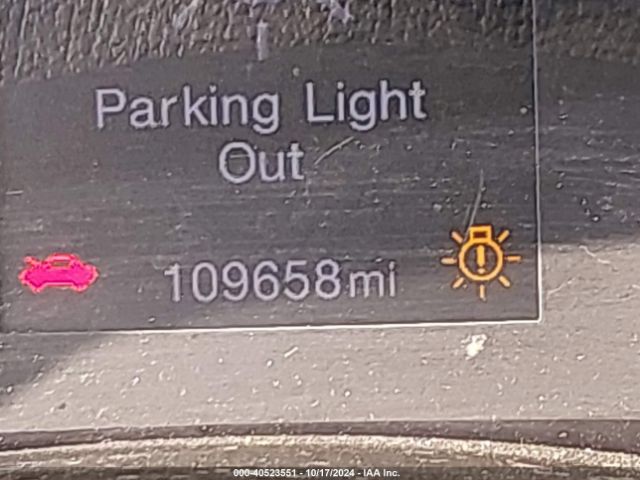 Parking Light
Out
109658mi
000-40523551 - 10/17/2024 - IAA Inc.